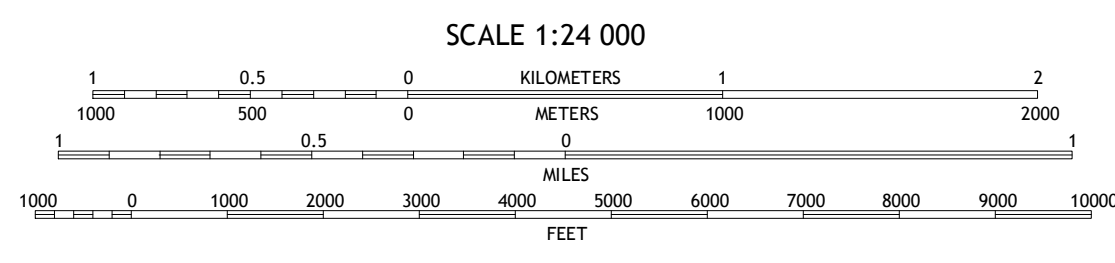 SCALE 1:24 000
1 0.5 0 KILOMETERS 1 2
1000 500 0 METERS 1000 2000
1 0.5 0 1
MILES
1000 0 1000 2000 3000 4000 5000 6000 7000 8000 9000 10000
FEET